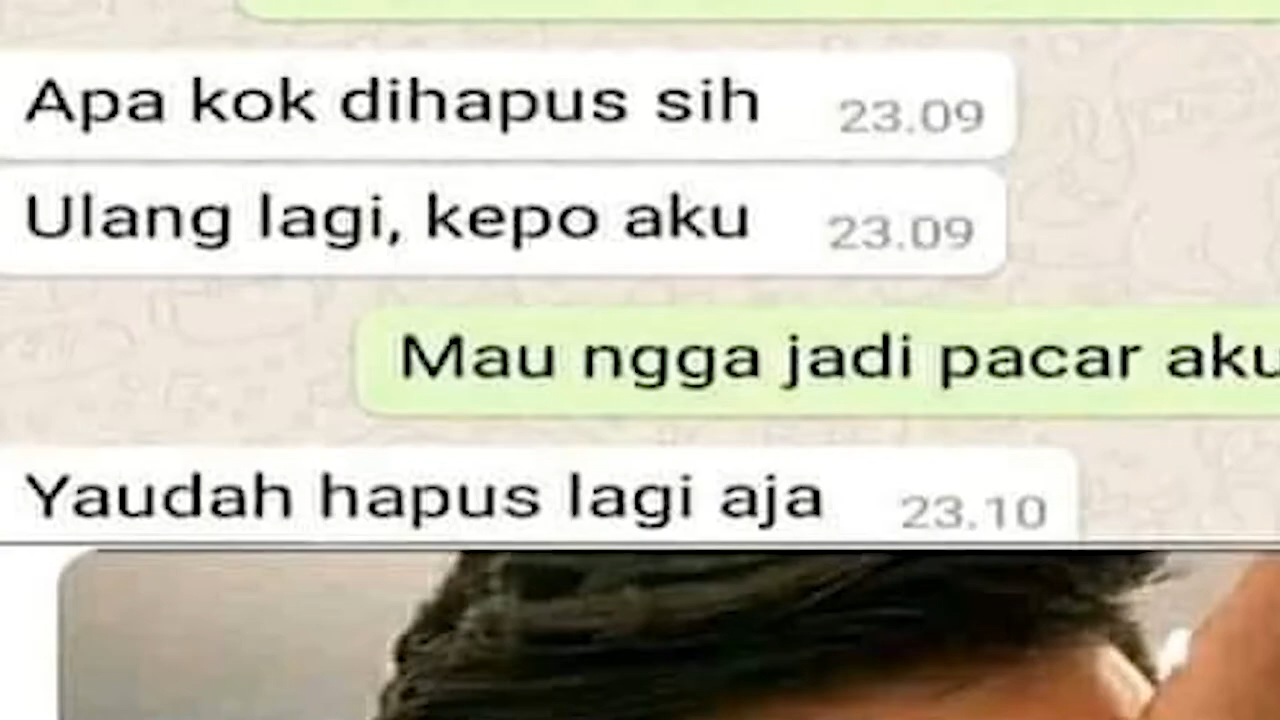 Apa kok dihapus sih 23.09
Ulang lagi, kepo aku 23.09
Mau ngga jadi pacar aku
Yaudah hapus lagi aja 23.10